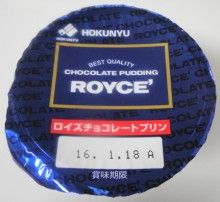 HOKUNYU
HOKUNYU
BEST QUALITY
CHOCOLATE PUDDING
ROYCE'
ロイズチョコレートプリン
16. 1.18 A
賞味期限